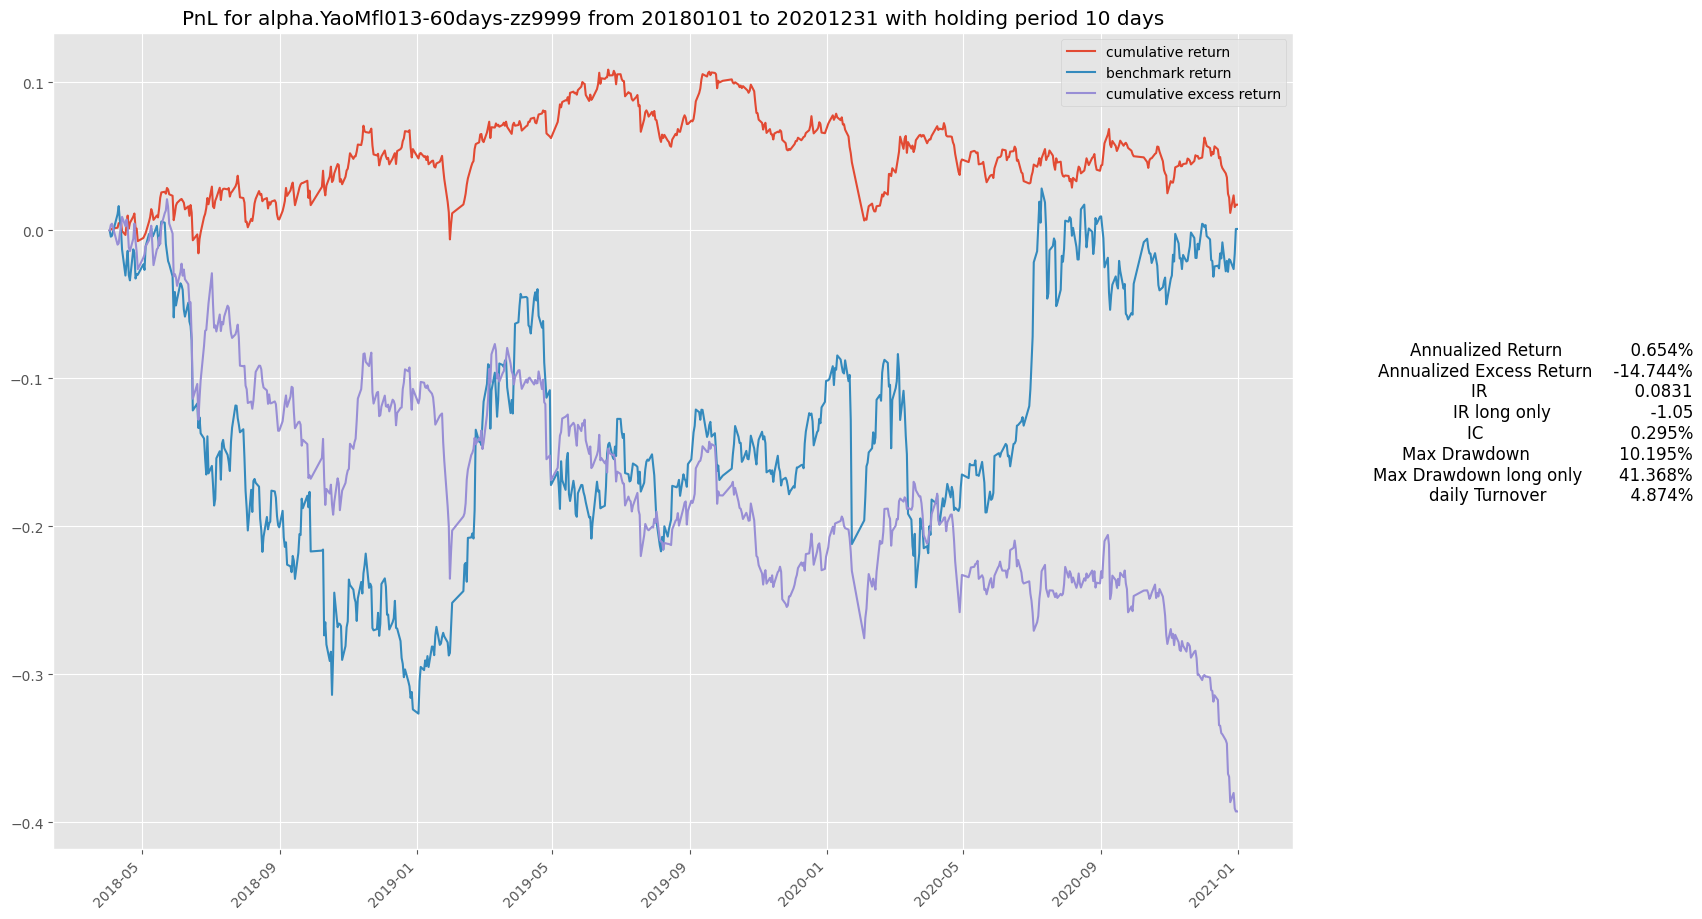 PnL for alpha.YaoMfl013-60days-zz9999 from 20180101 to 20201231 with holding period 10 days
cumulative return
benchmark return
cumulative excess return
0.1
0.0
−0.1
−0.2
−0.3
−0.4
2018-05
2018-09
2019-01
2019-05
2019-09
2020-01
2020-05
2020-09
2021-01
Annualized Return 0.654%
Annualized Excess Return -14.744%
IR 0.0831
IR long only -1.05
IC 0.295%
Max Drawdown 10.195%
Max Drawdown long only 41.368%
daily Turnover 4.874%